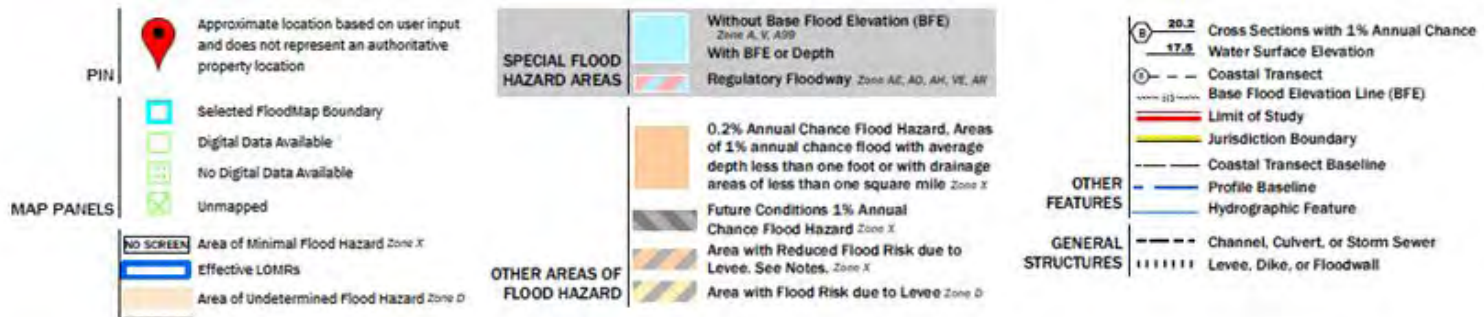 PIN
Approximate location based on user input
and does not represent an authoritative
property location
MAP PANELS
Selected FloodMap Boundary
Digital Data Available
No Digital Data Available
Unmapped
NO SCREEN Area of Minimal Flood Hazard Zone X
Effective LOMRs
Area of Undetermined Flood Hazard Zone D
SPECIAL FLOOD
HAZARD AREAS
Without Base Flood Elevation (BFE)
Zone A, V, A99
With BFE or Depth
Regulatory Floodway Zone AE, AO, AH, VE, AR
OTHER AREAS OF
FLOOD HAZARD
0.2% Annual Chance Flood Hazard, Areas
of 1% annual chance flood with average
depth less than one foot or with drainage
areas of less than one square mile Zone X
Future Conditions 1% Annual
Chance Flood Hazard Zone X
Area with Reduced Flood Risk due to
Levee. See Notes. Zone X
Area with Flood Risk due to Levee Zone D
OTHER
FEATURES
B 20.2 Cross Sections with 1% Annual Chance
17.5 Water Surface Elevation
Coastal Transect
Base Flood Elevation Line (BFE)
Limit of Study
Jurisdiction Boundary
Coastal Transect Baseline
Profile Baseline
Hydrographic Feature
GENERAL
STRUCTURES
Channel, Culvert, or Storm Sewer
Levee, Dike, or Floodwall